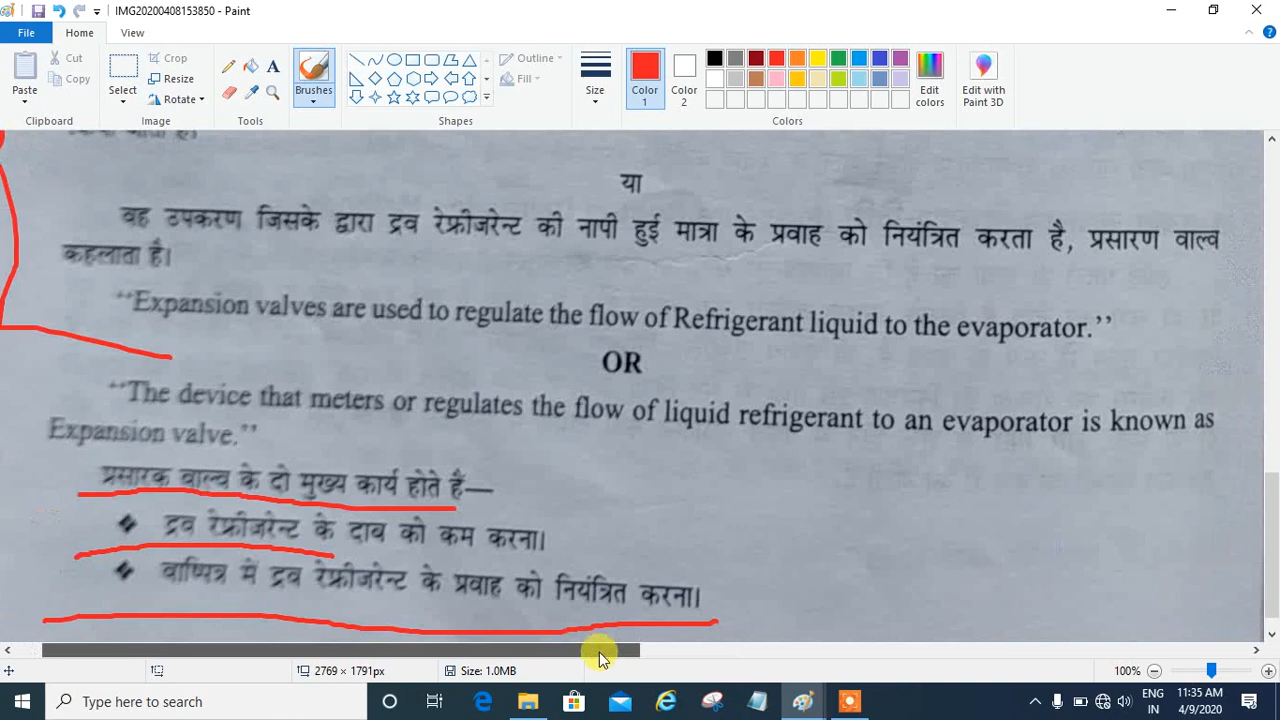 IMG20200408153850 - Paint
File Home View
Paste Cut Copy Clipboard
Select Crop Resize Rotate Image
Tools
Brushes
Outline Fill Shapes
Size
Color 1 Color 2 Edit colors Colors
Edit with Paint 3D
या
वह उपकरण जिसके द्वारा द्रव रेफ्रीजरेन्ट की नापी हुई मात्रा के प्रवाह को नियंत्रित करता है, प्रसारण वाल्व
कहलाता है।
“Expansion valves are used to regulate the flow of Refrigerant liquid to the evaporator.”
OR
“The device that meters or regulates the flow of liquid refrigerant to an evaporator is known as
Expansion valve.”
प्रसारक वाल्व के दो मुख्य कार्य होते है—
द्रव रेफ्रीजरेन्ट के दाब को कम करना।
वाष्पित्र में द्रव रेफ्रीजरेन्ट के प्रवाह को नियंत्रित करना।
2769 × 1791px Size: 1.0MB 100%
Type here to search
ENG 11:35 AM
IN 4/9/2020